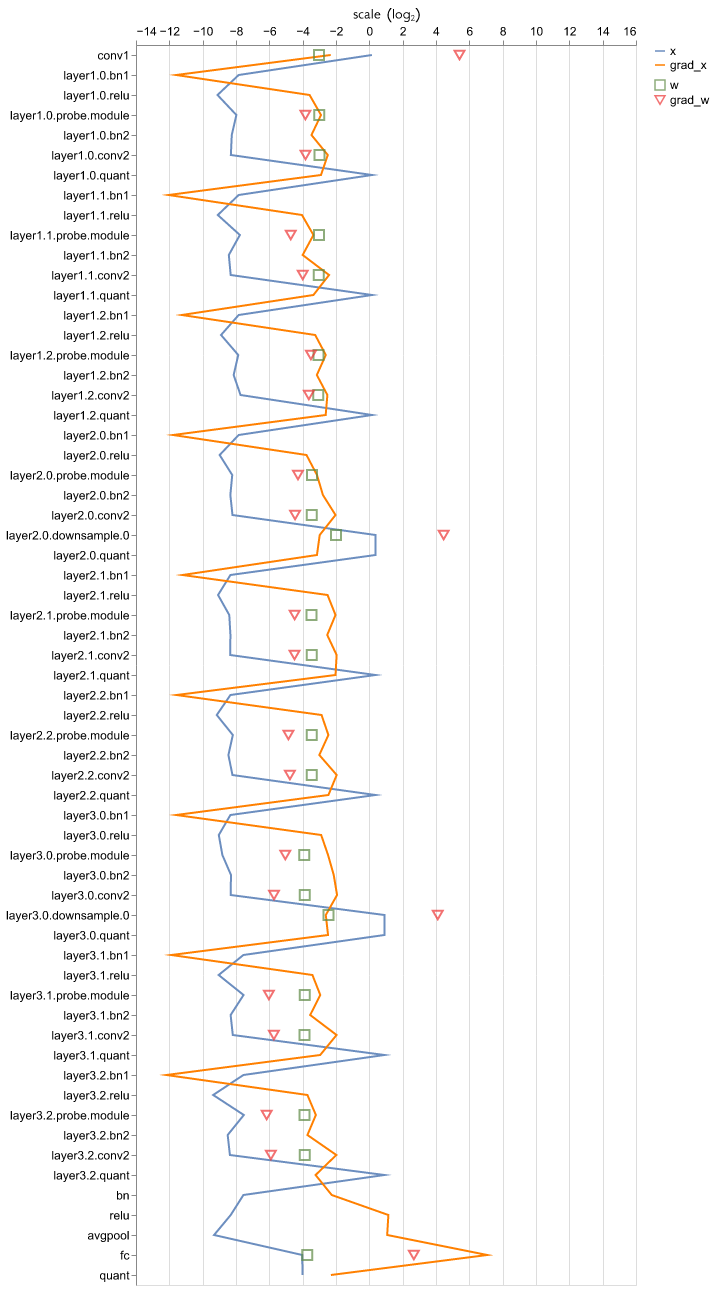 scale (log₂)
−14 −12 −10 −8 −6 −4 −2 0 2 4 6 8 10 12 14 16
x
grad_x
w
grad_w
conv1
layer1.0.bn1
layer1.0.relu
layer1.0.probe.module
layer1.0.bn2
layer1.0.conv2
layer1.0.quant
layer1.1.bn1
layer1.1.relu
layer1.1.probe.module
layer1.1.bn2
layer1.1.conv2
layer1.1.quant
layer1.2.bn1
layer1.2.relu
layer1.2.probe.module
layer1.2.bn2
layer1.2.conv2
layer1.2.quant
layer2.0.bn1
layer2.0.relu
layer2.0.probe.module
layer2.0.bn2
layer2.0.conv2
layer2.0.downsample.0
layer2.0.quant
layer2.1.bn1
layer2.1.relu
layer2.1.probe.module
layer2.1.bn2
layer2.1.conv2
layer2.1.quant
layer2.2.bn1
layer2.2.relu
layer2.2.probe.module
layer2.2.bn2
layer2.2.conv2
layer2.2.quant
layer3.0.bn1
layer3.0.relu
layer3.0.probe.module
layer3.0.bn2
layer3.0.conv2
layer3.0.downsample.0
layer3.0.quant
layer3.1.bn1
layer3.1.relu
layer3.1.probe.module
layer3.1.bn2
layer3.1.conv2
layer3.1.quant
layer3.2.bn1
layer3.2.relu
layer3.2.probe.module
layer3.2.bn2
layer3.2.conv2
layer3.2.quant
bn
relu
avgpool
fc
quant